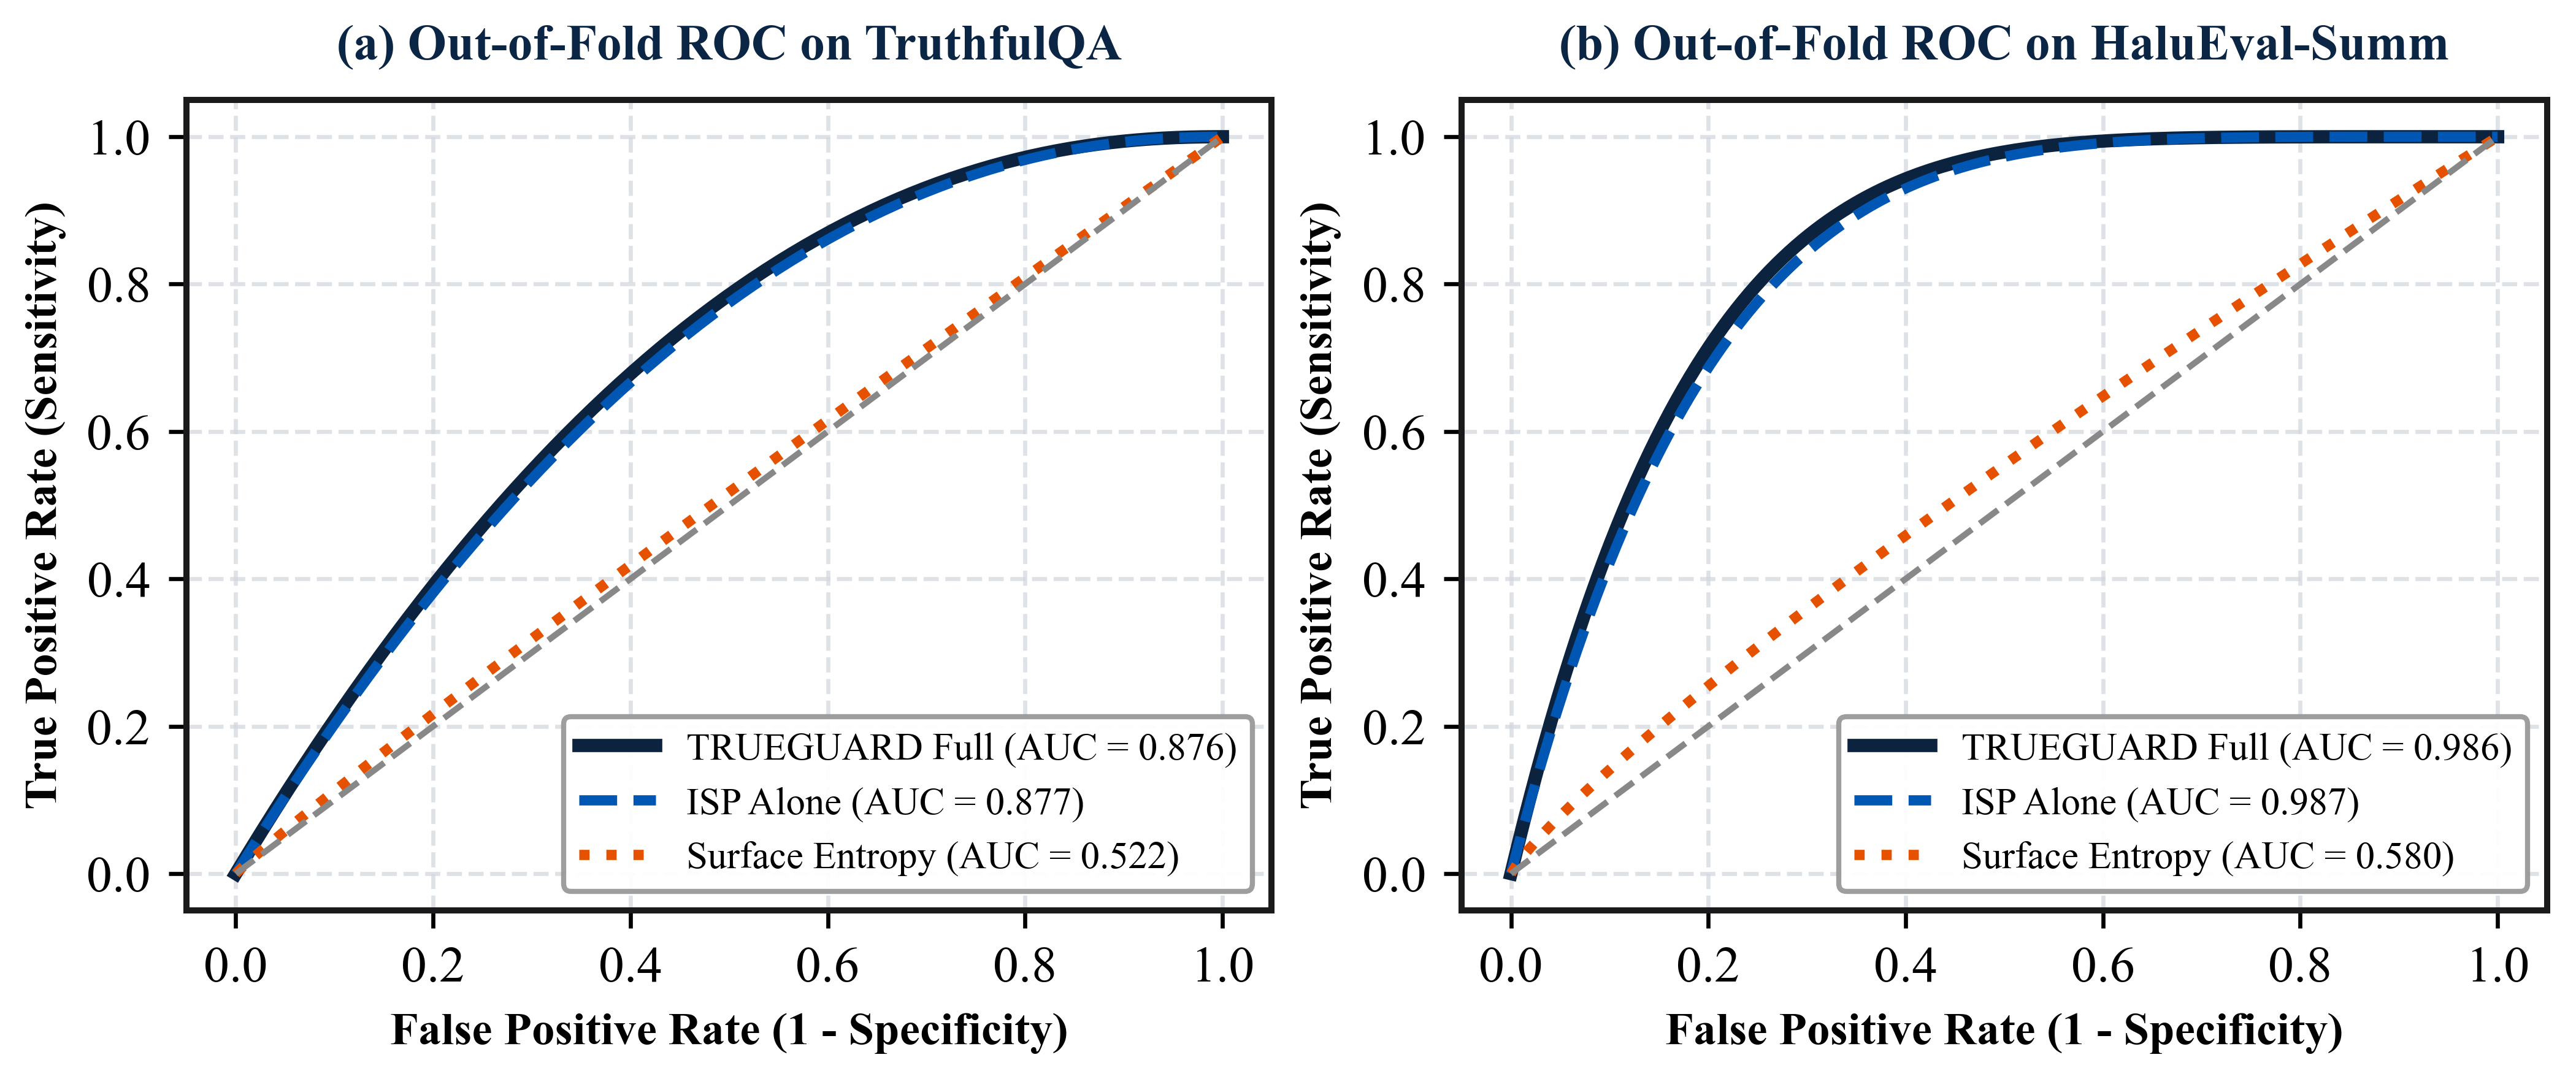 (a) Out-of-Fold ROC on TruthfulQA
True Positive Rate (Sensitivity)
1.0
0.8
0.6
0.4
0.2
0.0
TRUEGUARD Full (AUC = 0.876)
ISP Alone (AUC = 0.877)
Surface Entropy (AUC = 0.522)
0.0 0.2 0.4 0.6 0.8 1.0
False Positive Rate (1 - Specificity)
(b) Out-of-Fold ROC on HaluEval-Summ
True Positive Rate (Sensitivity)
1.0
0.8
0.6
0.4
0.2
0.0
TRUEGUARD Full (AUC = 0.986)
ISP Alone (AUC = 0.987)
Surface Entropy (AUC = 0.580)
0.0 0.2 0.4 0.6 0.8 1.0
False Positive Rate (1 - Specificity)